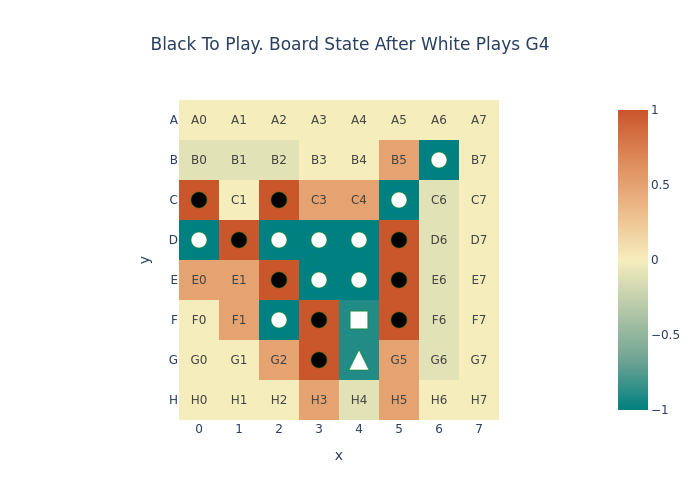 Black To Play. Board State After White Plays G4
A A0 A1 A2 A3 A4 A5 A6 A7
B B0 B1 B2 B3 B4 B5 B7
C C1 C3 C4 C6 C7
D D6 D7
E E0 E1 E6 E7
F F0 F1 F6 F7
G G0 G1 G2 G5 G6 G7
H H0 H1 H2 H3 H4 H5 H6 H7
0 1 2 3 4 5 6 7
x
y
1
0.5
0
−0.5
−1